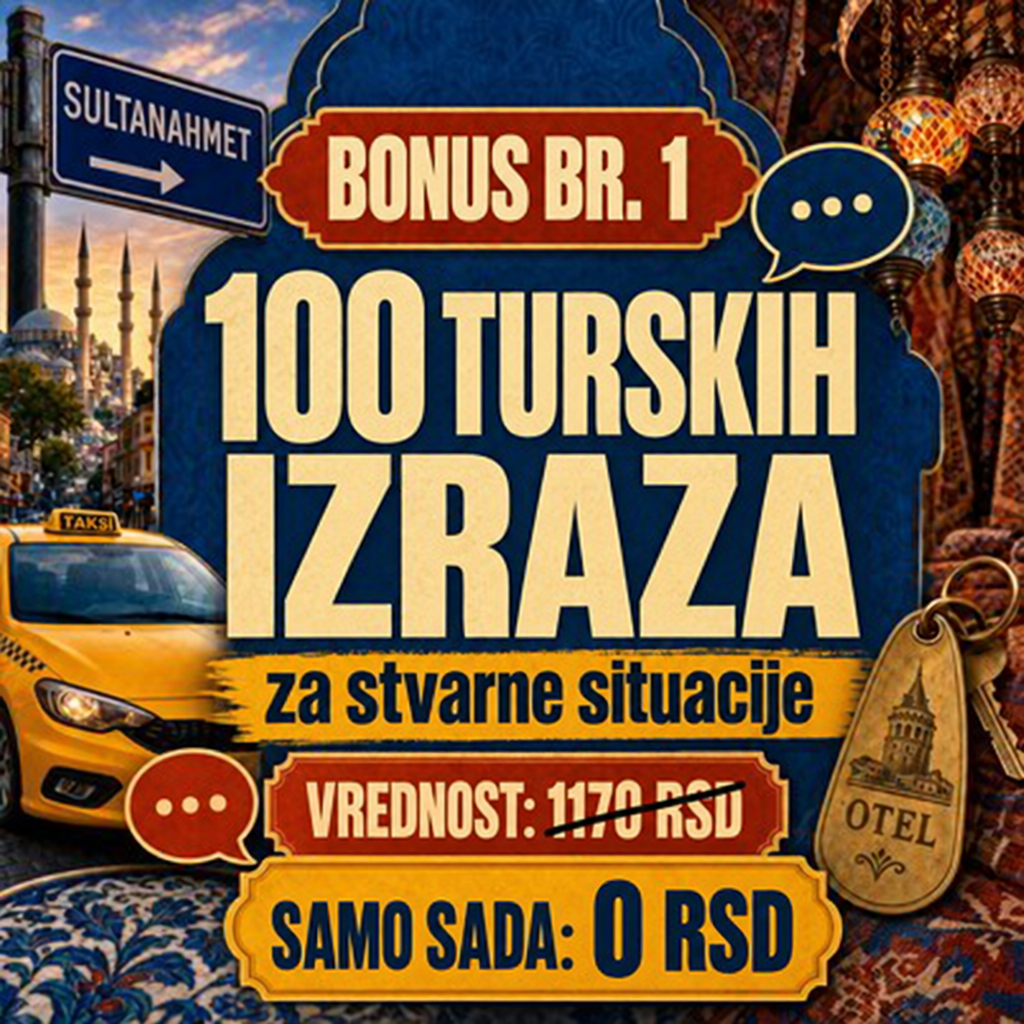 SULTANAHMET
BONUS BR. 1
100 TURSKIH
IZRAZA
za stvarne situacije
TAKSİ
VREDNOST: 1170 RSD
OTEL
SAMO SADA: 0 RSD